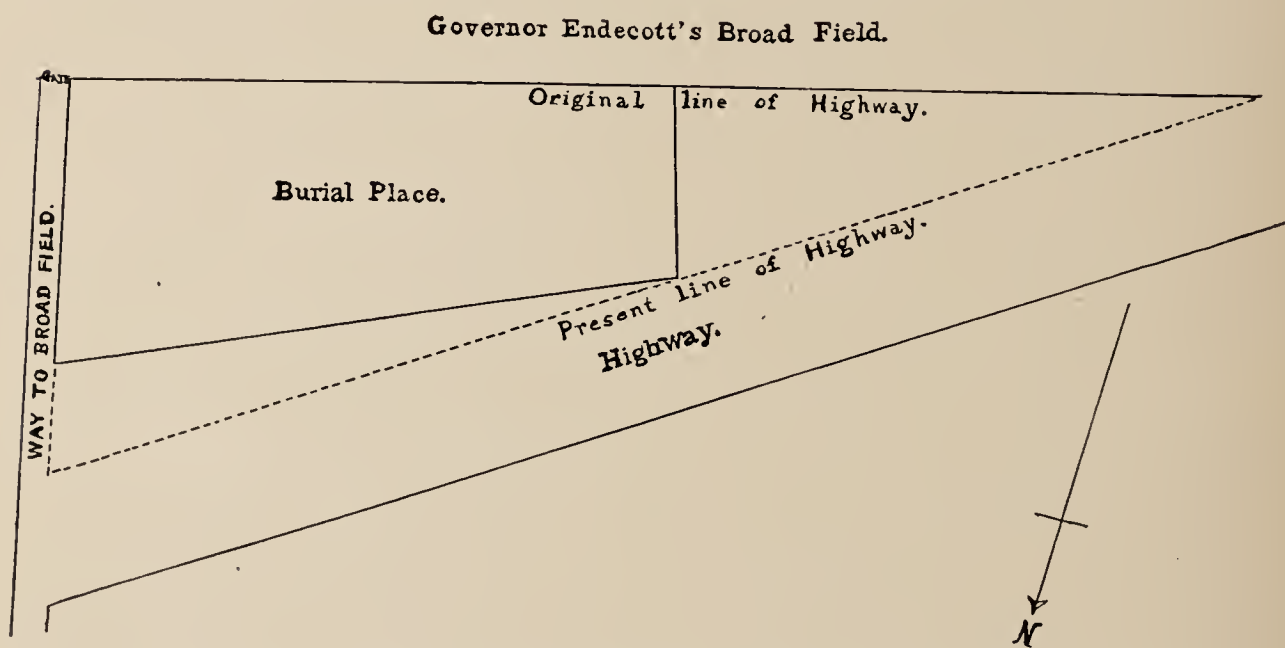 Governor Endecott's Broad Field.
GATE
Original line of Highway.
Burial Place.
WAY TO BROAD FIELD.
Present line of Highway.
Highway.
N